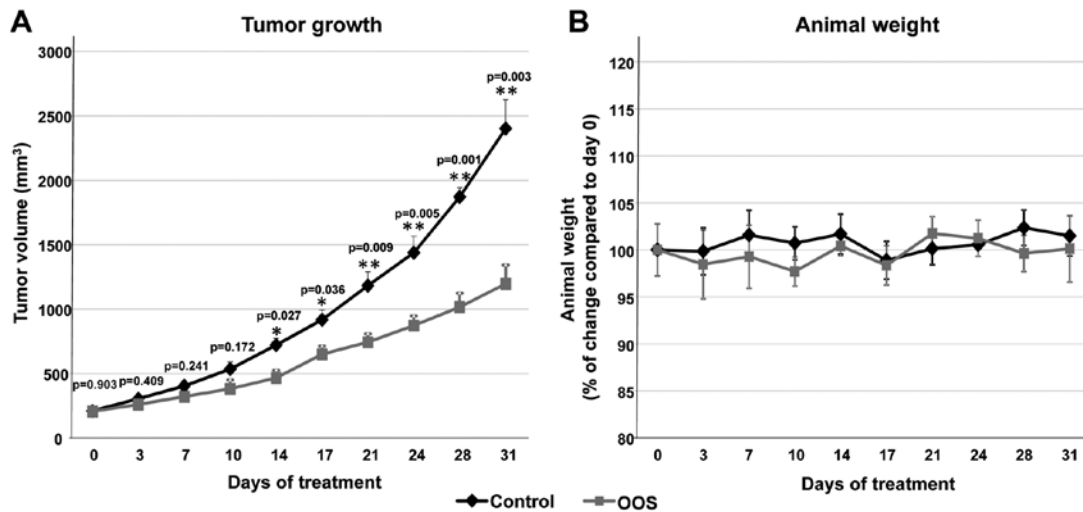 A
Tumor growth
Tumor volume (mm³)
3000
2500
2000
1500
1000
500
0
p=0.903
p=0.409
p=0.241
p=0.172
p=0.027
*
p=0.036
*
p=0.009
**
p=0.005
**
p=0.001
**
p=0.003
**
0 3 7 10 14 17 21 24 28 31
Days of treatment
B
Animal weight
Animal weight
(% of change compared to day 0)
120
115
110
105
100
95
90
85
80
0 3 7 10 14 17 21 24 28 31
Days of treatment
Control OOS